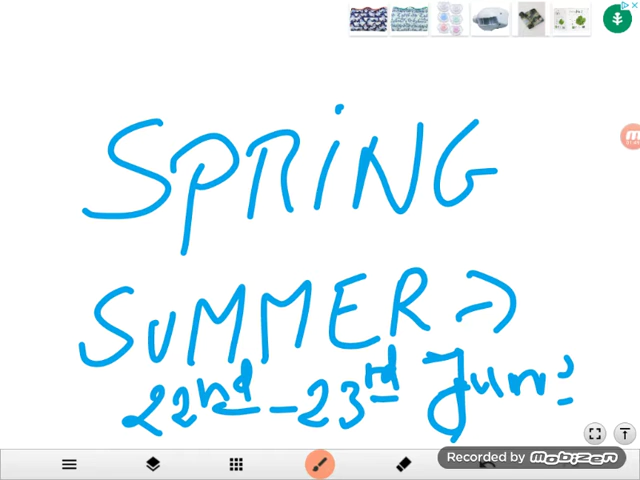 SPRiNG
SUMMER =>
22nd - 23rd June
Recorded by Mobizen